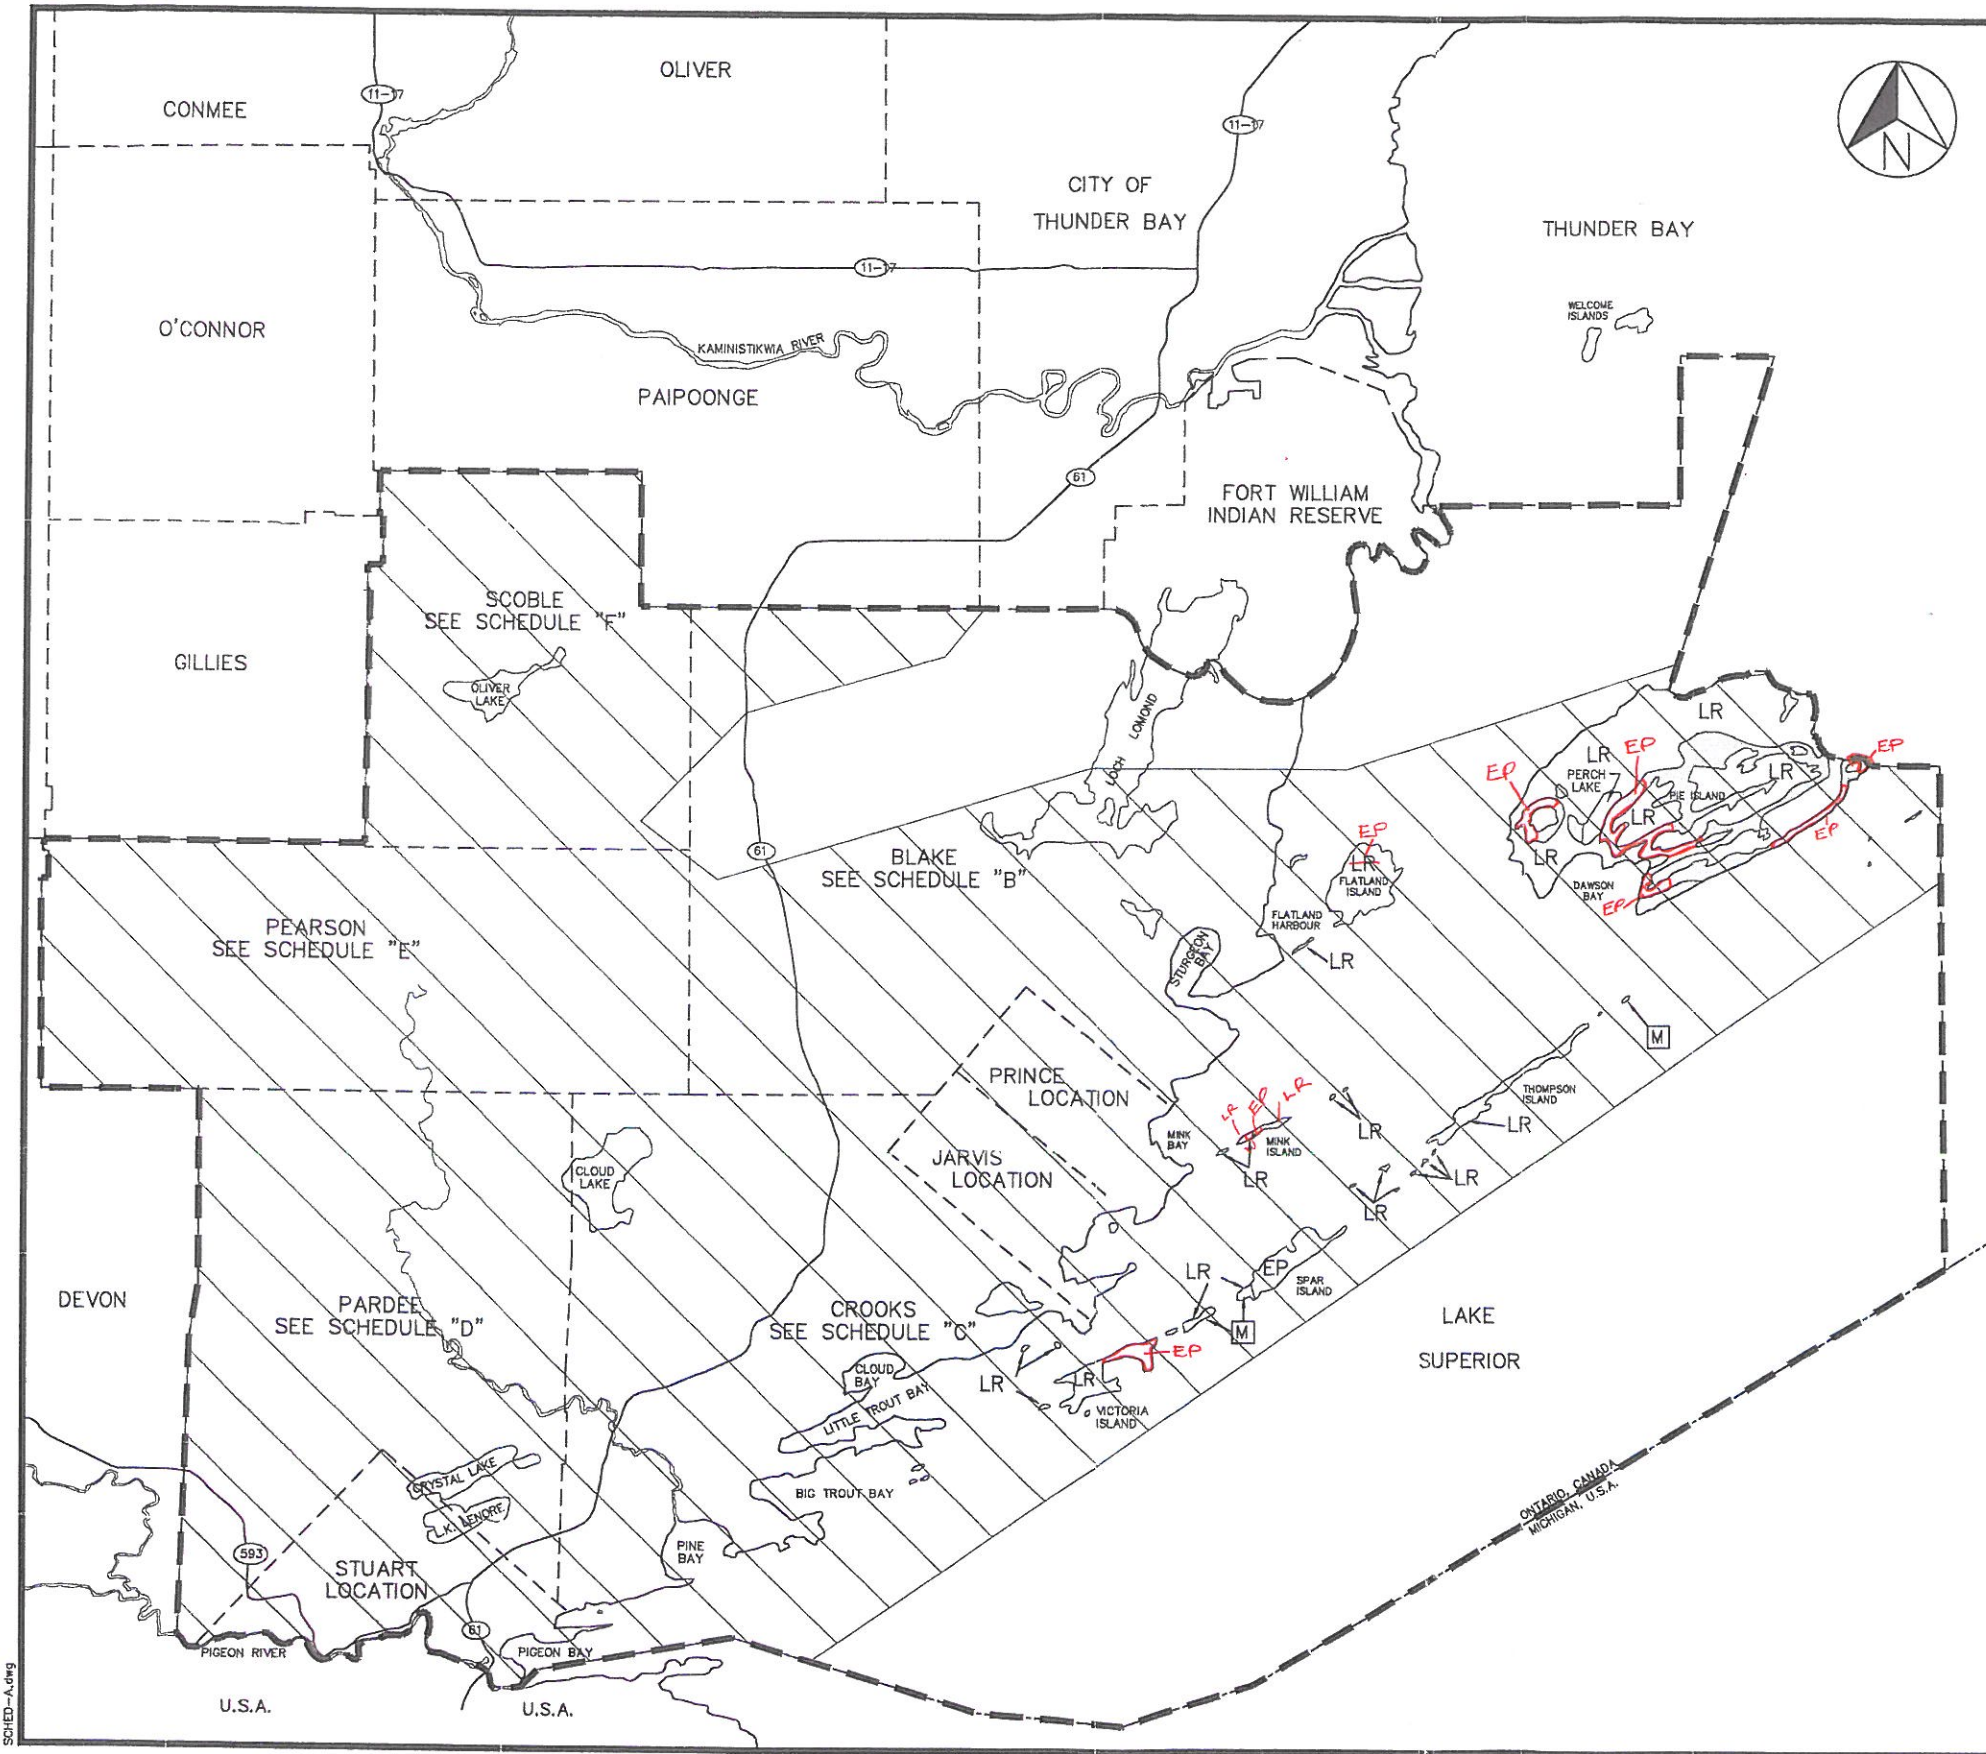 OLIVER
CONMEE
11-17
11-17
CITY OF
THUNDER BAY
N
THUNDER BAY
11-17
WELCOME
ISLANDS
O'CONNOR
KAMINISTIKWIA RIVER
PAIPOONGE
61
FORT WILLIAM
INDIAN RESERVE
SCOBLE
SEE SCHEDULE "F"
GILLIES
OLIVER
LAKE
LOCH LOMOND
LR
LR
EP
EP
EP
PERCH
LAKE
LR
PIE ISLAND
LR
EP
LR
DAWSON
BAY
EP
61
BLAKE
SEE SCHEDULE "B"
EP
LR
FLATLAND
ISLAND
FLATLAND
HARBOUR
LR
PEARSON
SEE SCHEDULE "E"
STURGEON
BAY
M
PRINCE
LOCATION
THOMPSON
ISLAND
LR
LR
EP
LR
LR
MINK
BAY
MINK
ISLAND
LR
JARVIS
LOCATION
LR
LR
CLOUD
LAKE
LR
EP
SPAR
ISLAND
DEVON
PARDEE
SEE SCHEDULE "D"
CROOKS
SEE SCHEDULE "C"
M
LAKE
SUPERIOR
EP
CLOUD
BAY
LR
LR
LITTLE TROUT BAY
VICTORIA
ISLAND
CRYSTAL LAKE
BIG TROUT BAY
LK. LENORE
ONTARIO, CANADA
MICHIGAN, U.S.A.
593
PINE
BAY
STUART
LOCATION
61
PIGEON RIVER
PIGEON BAY
U.S.A.
U.S.A.
SCHED-A.dwg